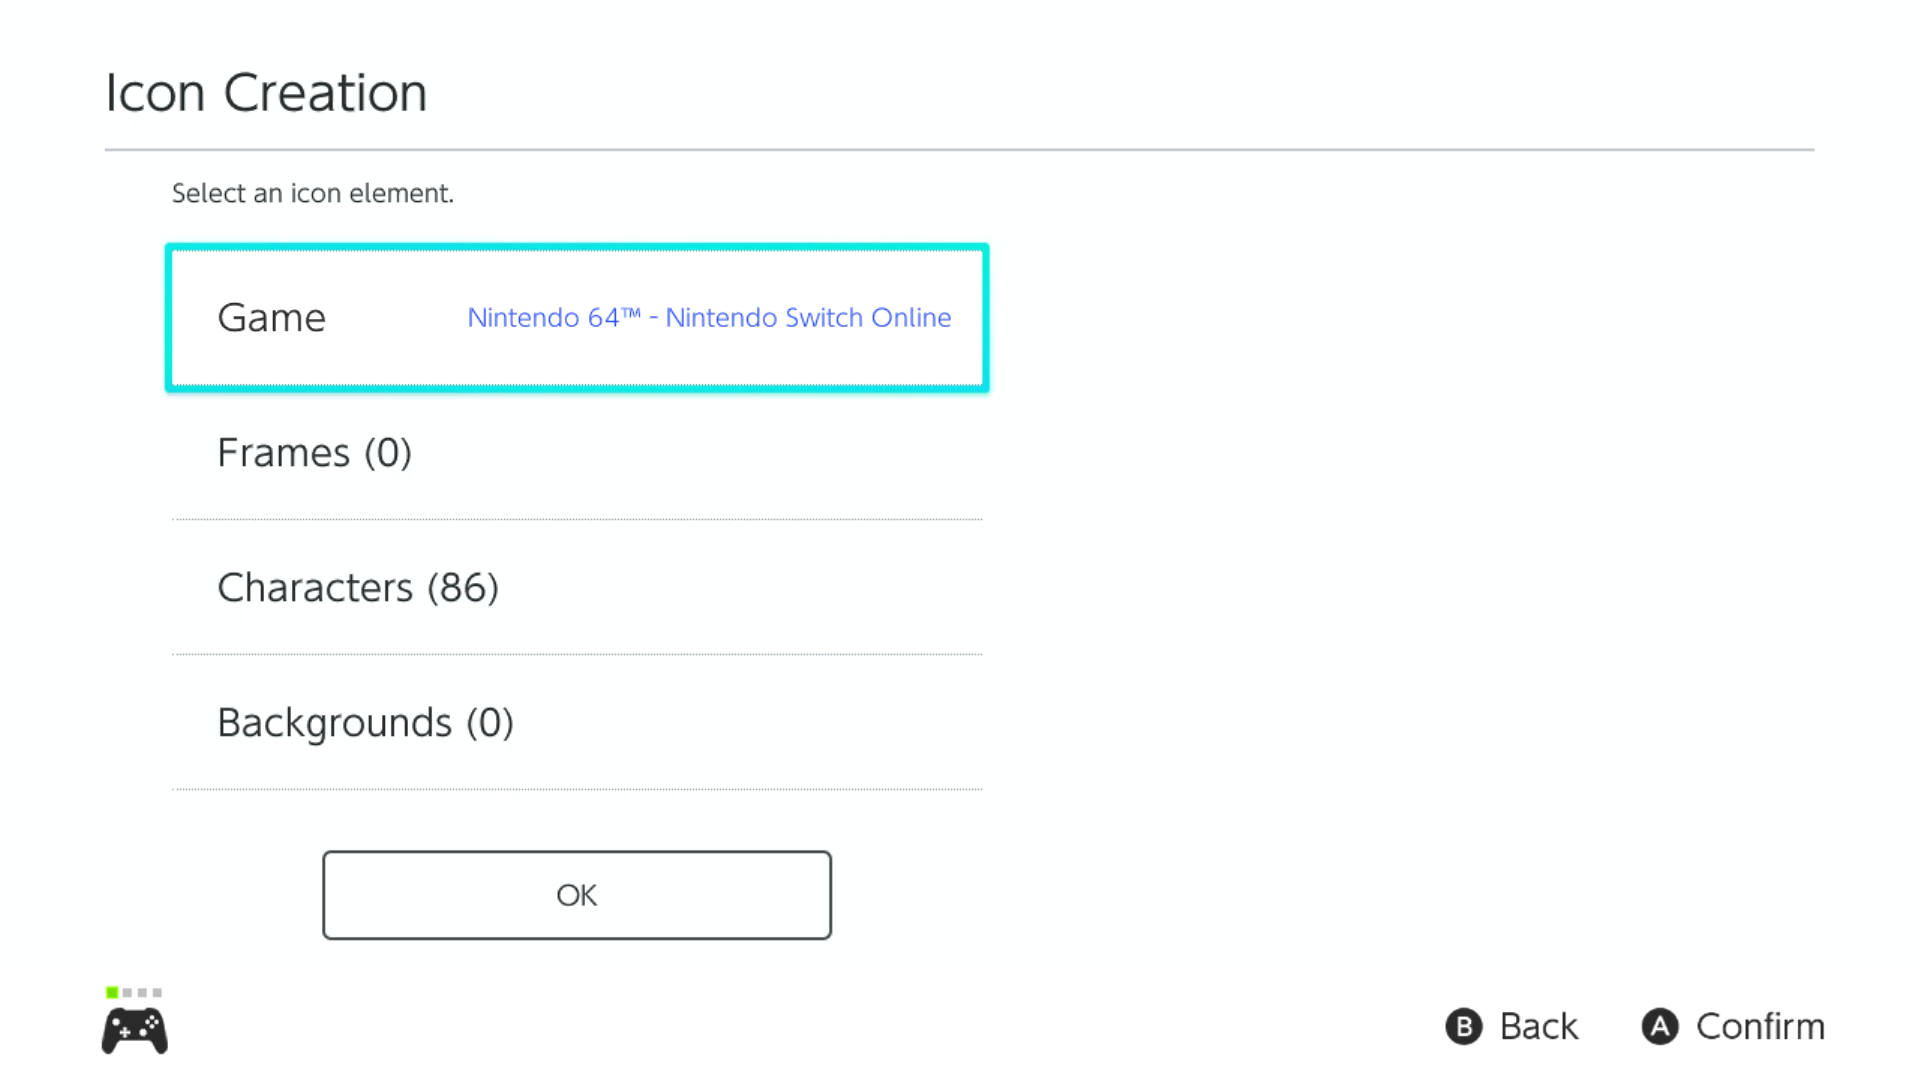 Icon Creation
Select an icon element.
Game Nintendo 64™ - Nintendo Switch Online
Frames (0)
Characters (86)
Backgrounds (0)
OK
B Back A Confirm